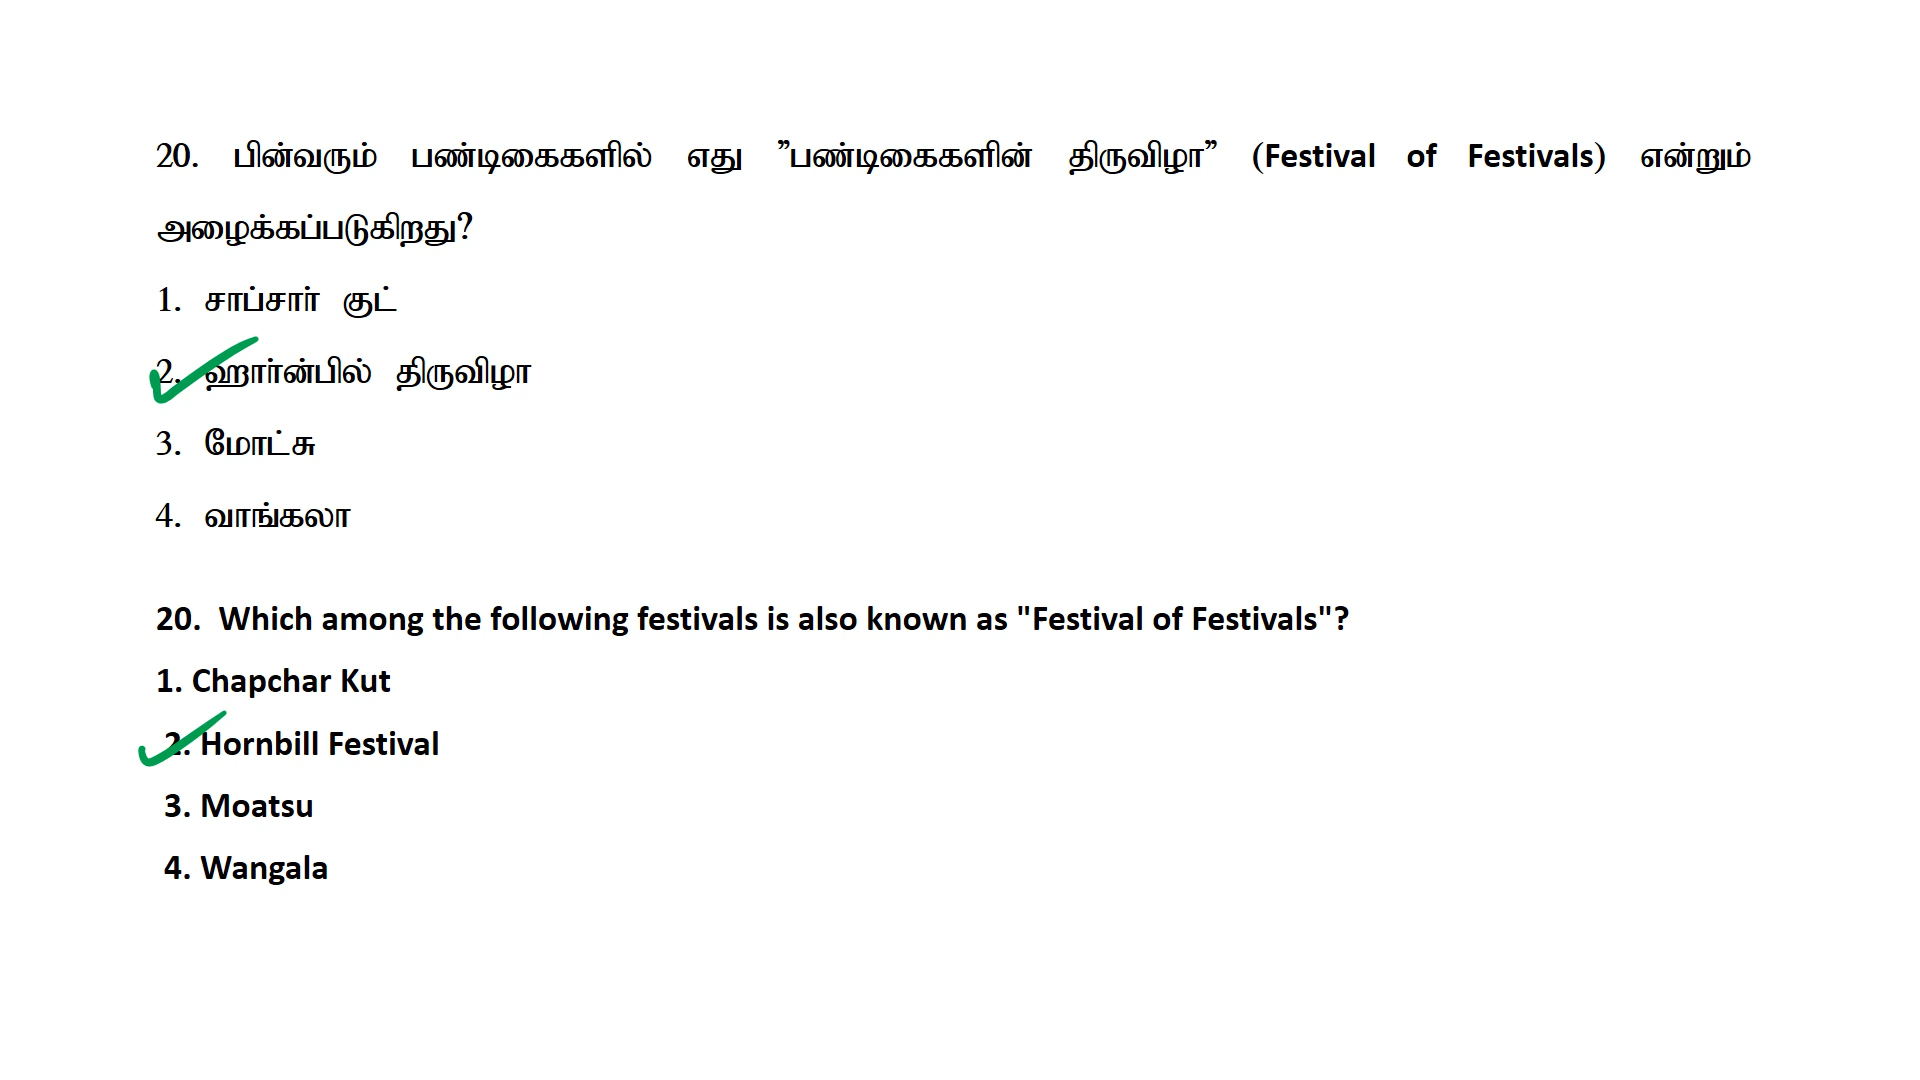 20. பின்வரும் பண்டிகைகளில் எது ”பண்டிகைகளின் திருவிழா” (Festival of Festivals) என்றும்
அழைக்கப்படுகிறது?
1. சாப்சார் குட்
2. ஹார்ன்பில் திருவிழா
3. மோட்சு
4. வாங்கலா
20. Which among the following festivals is also known as "Festival of Festivals"?
1. Chapchar Kut
2. Hornbill Festival
3. Moatsu
4. Wangala